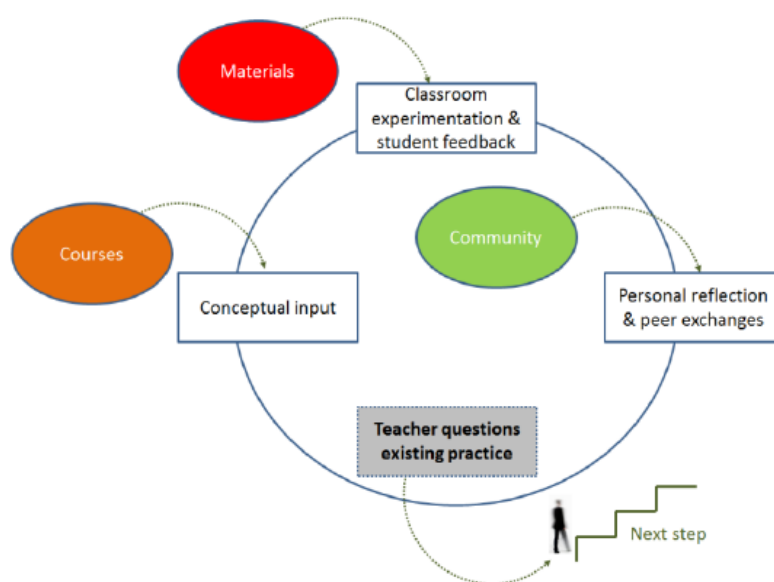 Materials
Classroom
experimentation &
student feedback
Courses
Community
Conceptual input
Personal reflection
& peer exchanges
Teacher questions
existing practice
Next step